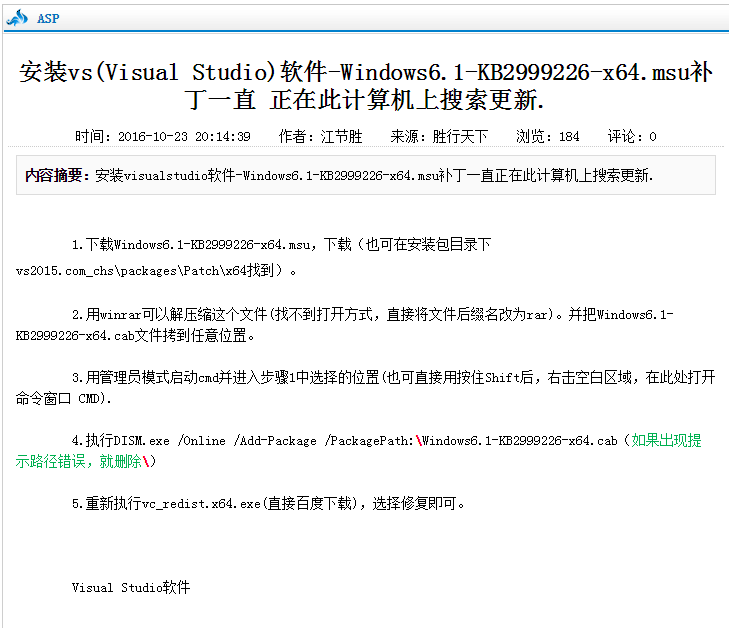 ASP
安装vs(Visual Studio)软件-Windows6.1-KB2999226-x64.msu补
丁一直 正在此计算机上搜索更新.
时间：2016-10-23 20:14:39 作者：江节胜 来源：胜行天下 浏览：184 评论：0
内容摘要：安装visualstudio软件-Windows6.1-KB2999226-x64.msu补丁一直正在此计算机上搜索更新.
1.下载Windows6.1-KB2999226-x64.msu，下载（也可在安装包目录下
vs2015.com_chs\packages\Patch\x64找到）。
2.用winrar可以解压缩这个文件(找不到打开方式，直接将文件后缀名改为rar)。并把Windows6.1-
KB2999226-x64.cab文件拷到任意位置。
3.用管理员模式启动cmd并进入步骤1中选择的位置(也可直接用按住Shift后，右击空白区域，在此处打开
命令窗口 CMD).
4.执行DISM.exe /Online /Add-Package /PackagePath:\Windows6.1-KB2999226-x64.cab（如果出现提
示路径错误，就删除\）
5.重新执行vc_redist.x64.exe(直接百度下载)，选择修复即可。
Visual Studio软件